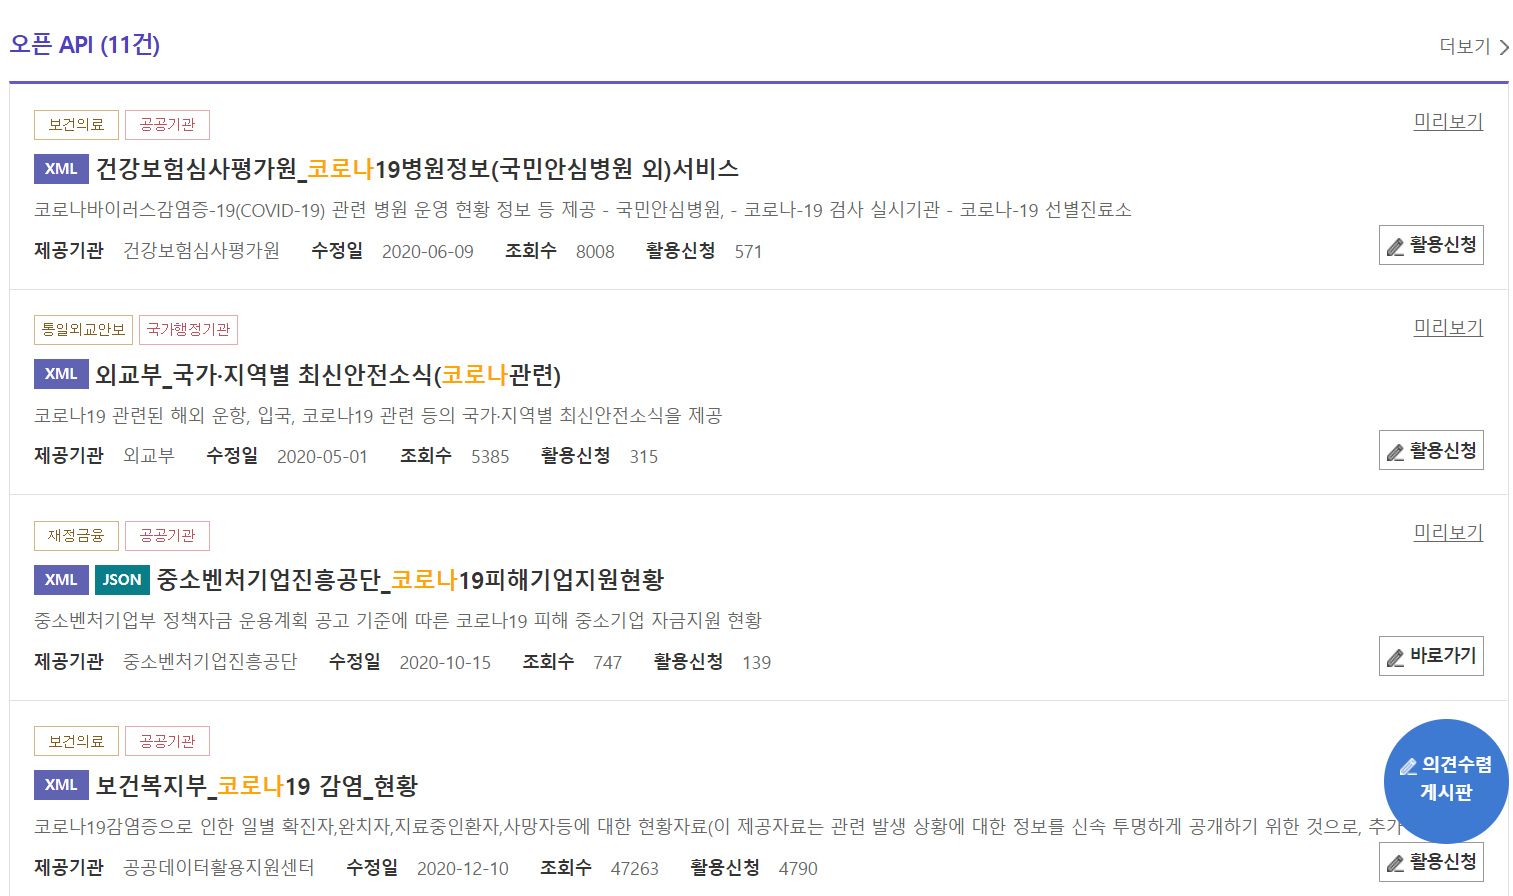 오픈 API (11건)
더보기
보건의료 공공기관
미리보기
XML 건강보험심사평가원_코로나19병원정보(국민안심병원 외)서비스
코로나바이러스감염증-19(COVID-19) 관련 병원 운영 현황 정보 등 제공 - 국민안심병원, - 코로나-19 검사 실시기관 - 코로나-19 선별진료소
제공기관 건강보험심사평가원 수정일 2020-06-09 조회수 8008 활용신청 571
활용신청
통일외교안보 국가행정기관
미리보기
XML 외교부_국가·지역별 최신안전소식(코로나관련)
코로나19 관련된 해외 운항, 입국, 코로나19 관련 등의 국가·지역별 최신안전소식을 제공
제공기관 외교부 수정일 2020-05-01 조회수 5385 활용신청 315
활용신청
재정금융 공공기관
미리보기
XML JSON 중소벤처기업진흥공단_코로나19피해기업지원현황
중소벤처기업부 정책자금 운용계획 공고 기준에 따른 코로나19 피해 중소기업 자금지원 현황
제공기관 중소벤처기업진흥공단 수정일 2020-10-15 조회수 747 활용신청 139
바로가기
보건의료 공공기관
XML 보건복지부_코로나19 감염_현황
의견수렴
게시판
코로나19감염증으로 인한 일별 확진자,완치자,치료중인환자,사망자등에 대한 현황자료(이 제공자료는 관련 발생 상황에 대한 정보를 신속 투명하게 공개하기 위한 것으로, 추가
제공기관 공공데이터활용지원센터 수정일 2020-12-10 조회수 47263 활용신청 4790
활용신청